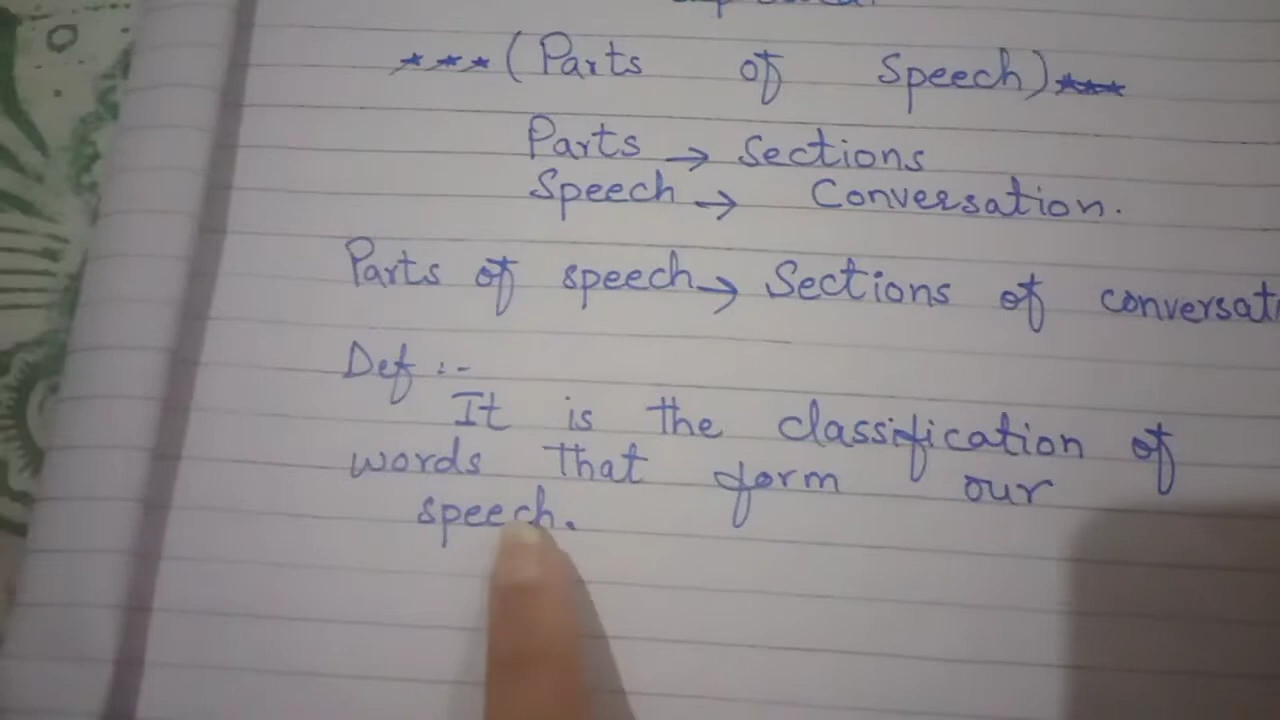 *** (Parts of Speech) ***
Parts → Sections
Speech → Conversation.
Parts of speech → Sections of conversati
Def :-
It is the classification of
words that form our
speech.